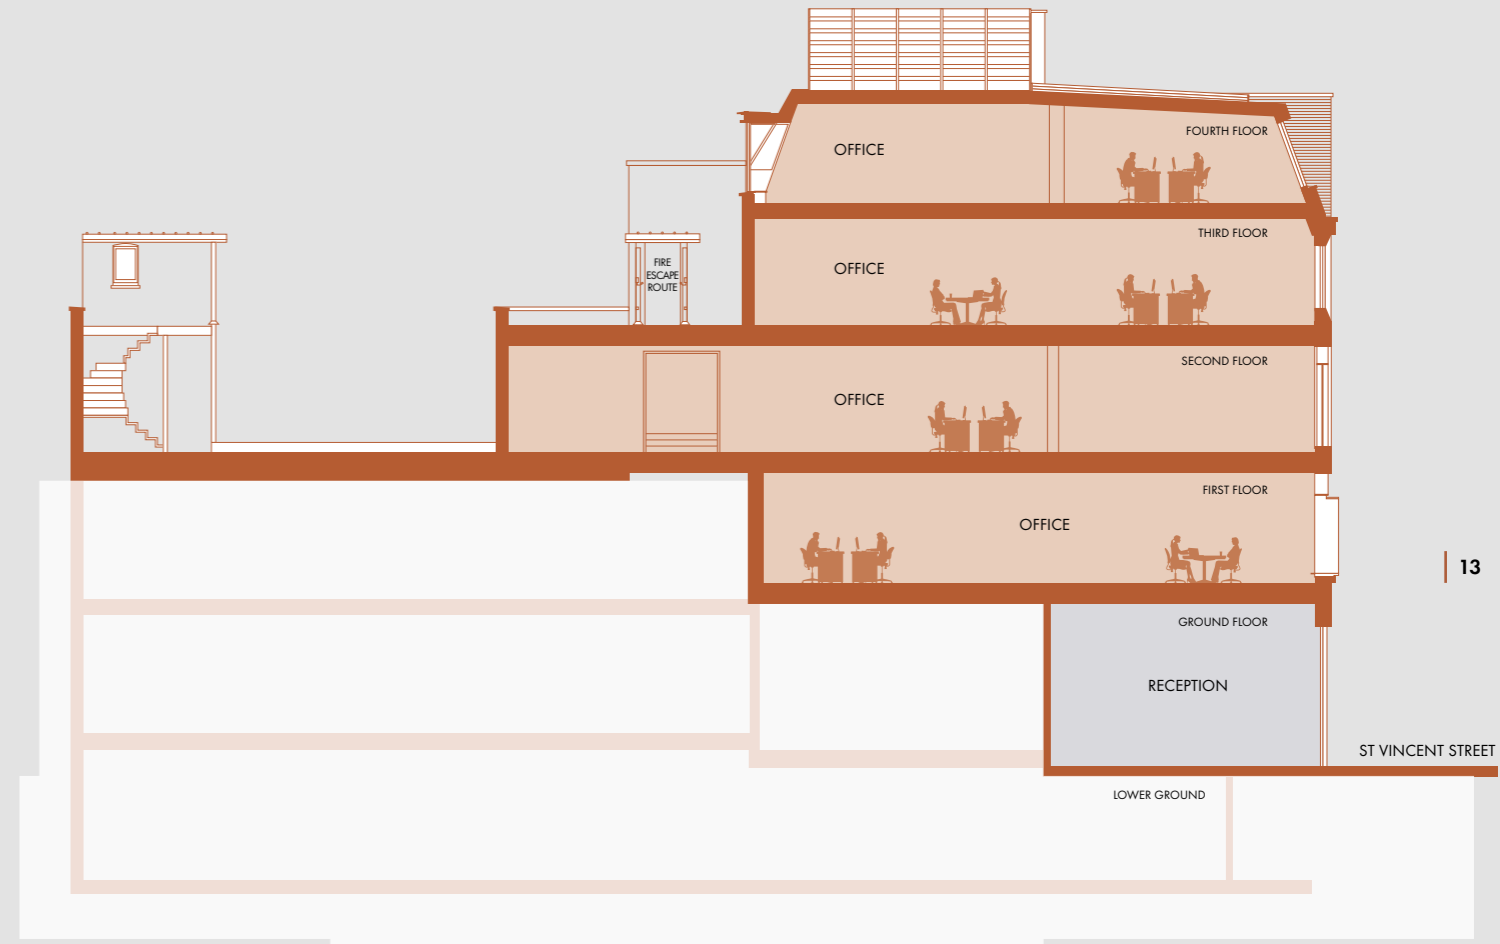 FOURTH FLOOR
OFFICE
THIRD FLOOR
FIRE
ESCAPE
ROUTE
OFFICE
SECOND FLOOR
OFFICE
FIRST FLOOR
OFFICE
13
GROUND FLOOR
RECEPTION
ST VINCENT STREET
LOWER GROUND